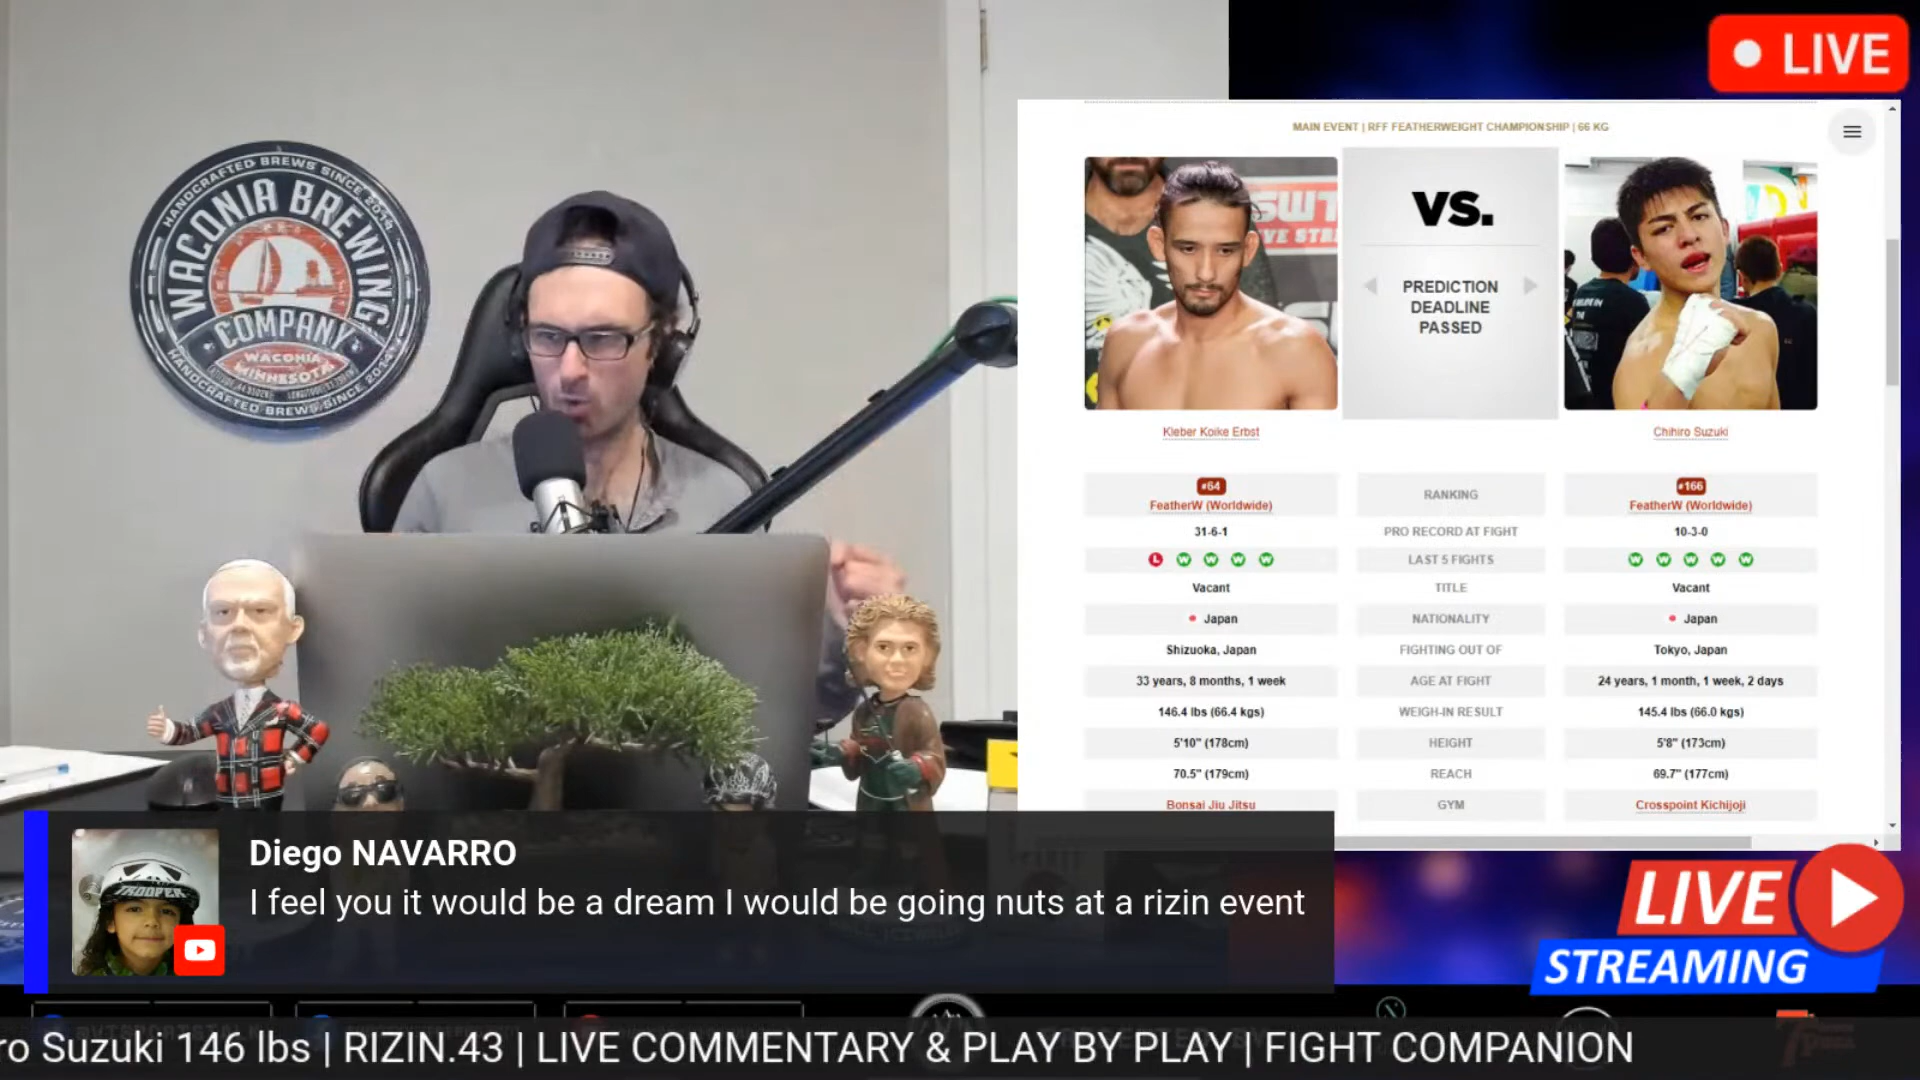 LIVE
HANDCRAFTED BREWS SINCE 2014
WACONIA BREWING
COMPANY
WACONIA
MINNESOTA
HANDCRAFTED BREWS SINCE 2014
MAIN EVENT | RFF FEATHERWEIGHT CHAMPIONSHIP | 66 KG
VS.
PREDICTION
DEADLINE
PASSED
Kleber Koike Erbst
Chihiro Suzuki
#64
FeatherW (Worldwide)
RANKING
#166
FeatherW (Worldwide)
31-6-1
PRO RECORD AT FIGHT
10-3-0
L W W W W
LAST 5 FIGHTS
W W W W W
Vacant
TITLE
Vacant
Japan
NATIONALITY
Japan
Shizuoka, Japan
FIGHTING OUT OF
Tokyo, Japan
33 years, 8 months, 1 week
AGE AT FIGHT
24 years, 1 month, 1 week, 2 days
146.4 lbs (66.4 kgs)
WEIGH-IN RESULT
145.4 lbs (66.0 kgs)
5'10" (178cm)
HEIGHT
5'8" (173cm)
70.5" (179cm)
REACH
69.7" (177cm)
Bonsai Jiu Jitsu
GYM
Crosspoint Kichijoji
TROOPER
Diego NAVARRO
I feel you it would be a dream I would be going nuts at a rizin event
LIVE
STREAMING
ro Suzuki 146 lbs | RIZIN.43 | LIVE COMMENTARY & PLAY BY PLAY | FIGHT COMPANION